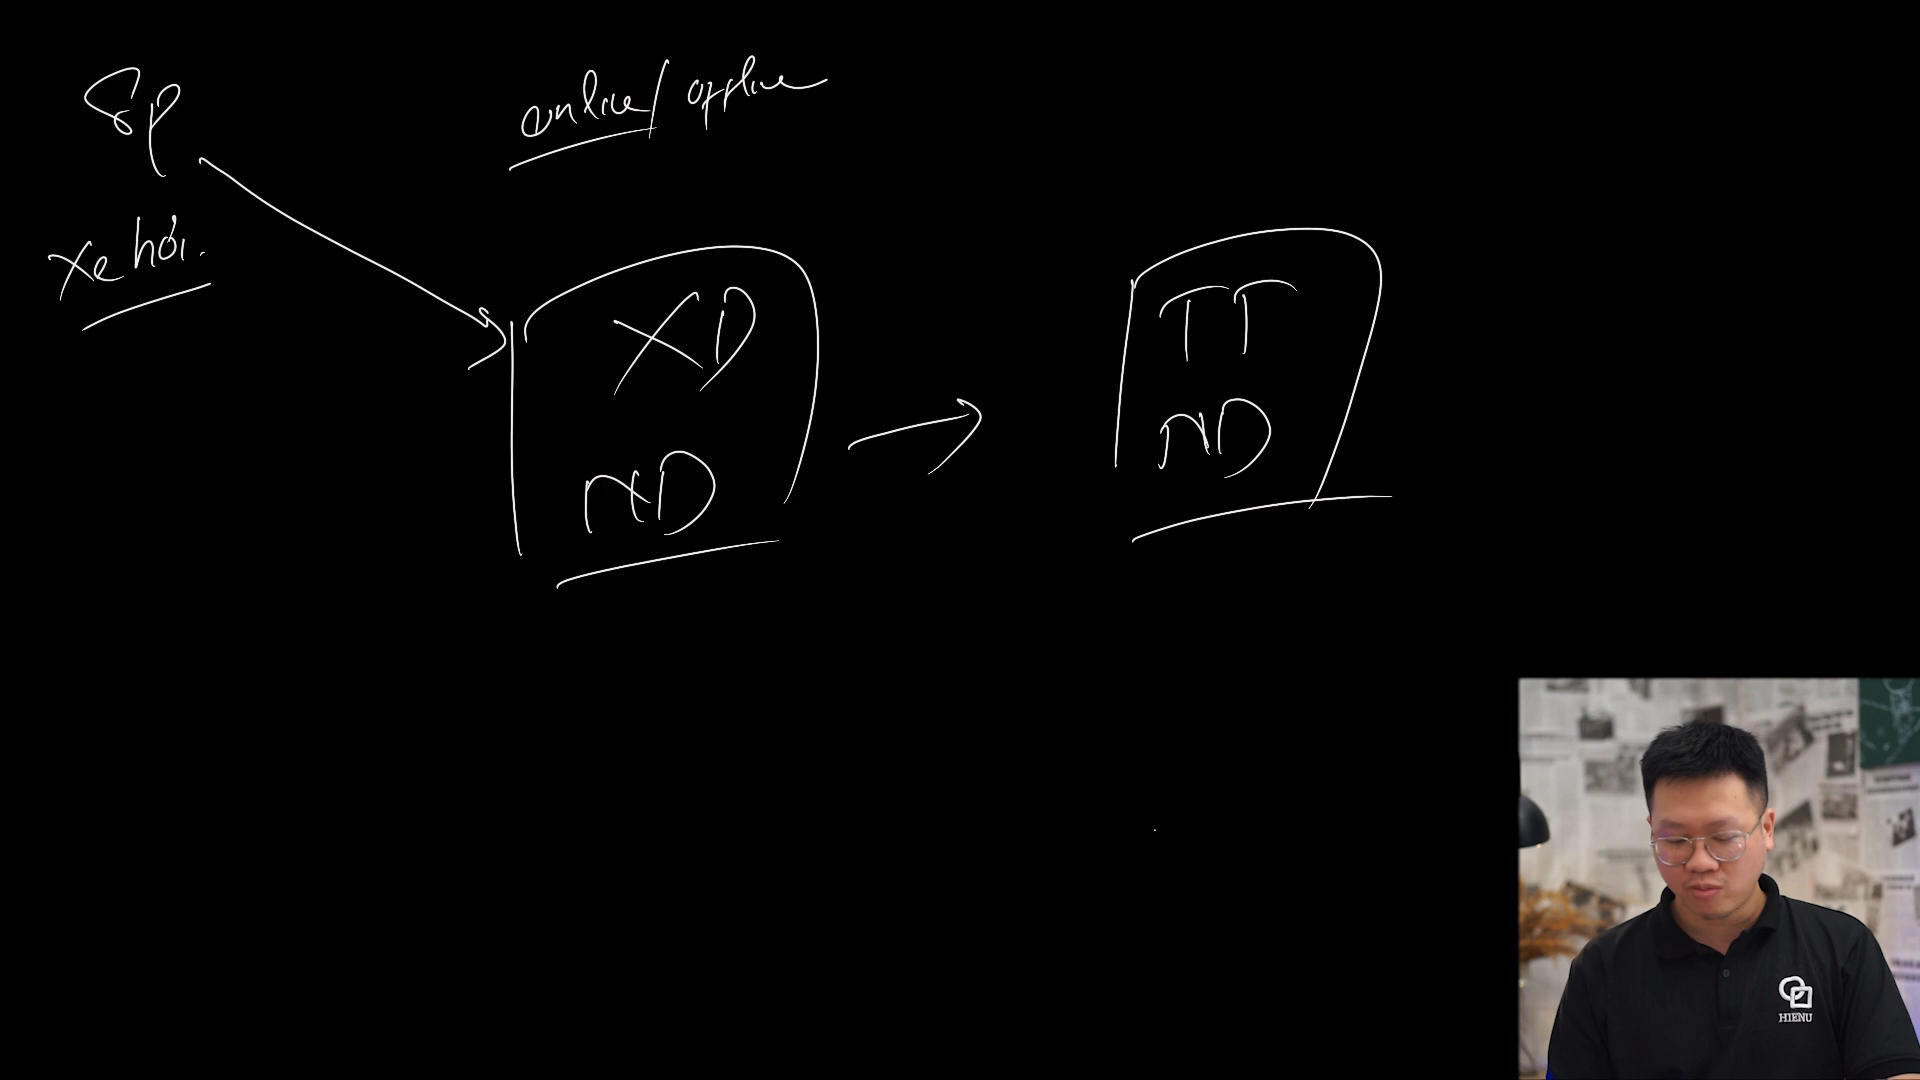 Sp
online/offline
Xe hơi.
XD
ND
TT
ND
HIENU